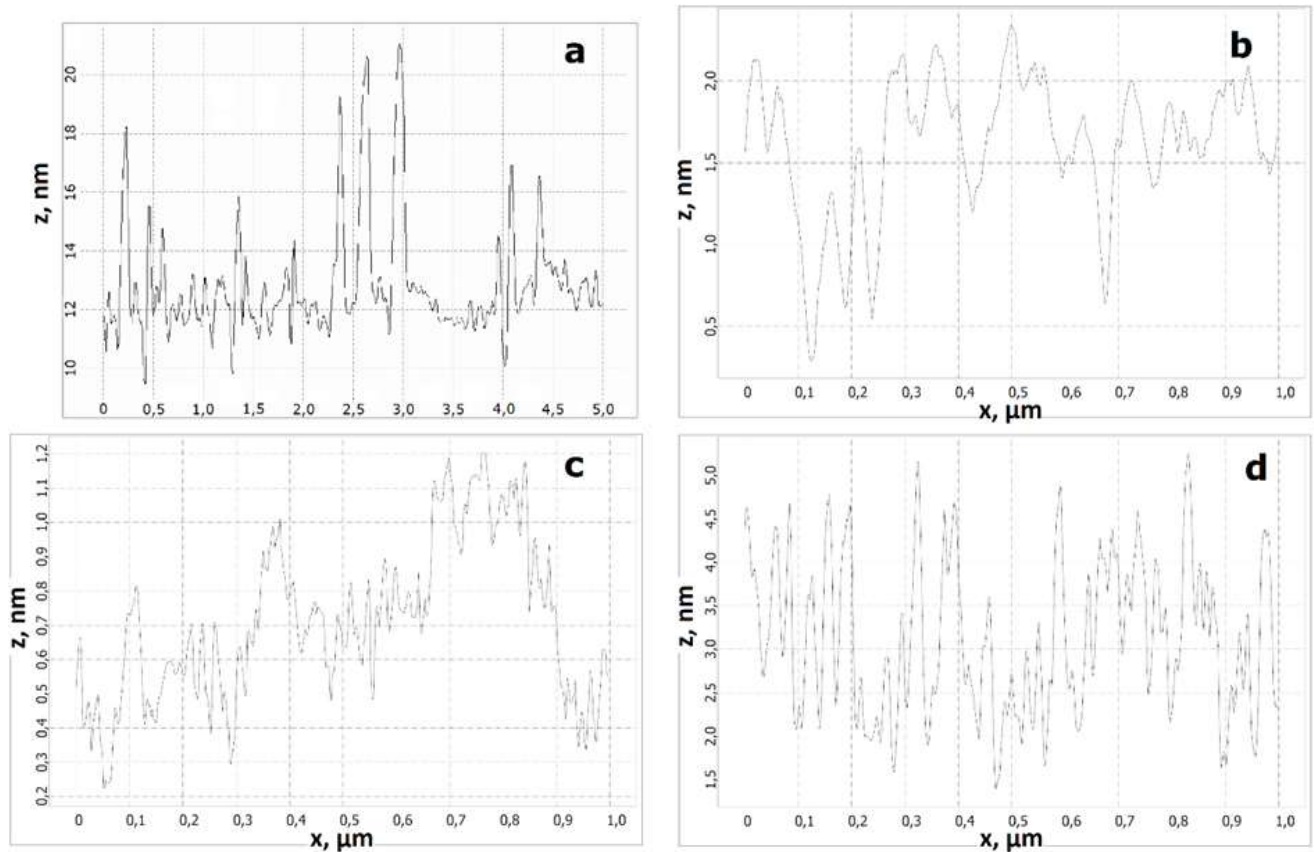 a
z, nm
20
18
16
14
12
10
0 0,5 1,0 1,5 2,0 2,5 3,0 3,5 4,0 4,5 5,0
b
z, nm
2,0
1,5
1,0
0,5
0 0,1 0,2 0,3 0,4 0,5 0,6 0,7 0,8 0,9 1,0
x, µm
c
z, nm
1,2
1,1
1,0
0,9
0,8
0,7
0,6
0,5
0,4
0,3
0,2
0 0,1 0,2 0,3 0,4 0,5 0,6 0,7 0,8 0,9 1,0
x, µm
d
z, nm
5,0
4,5
4,0
3,5
3,0
2,5
2,0
1,5
0 0,1 0,2 0,3 0,4 0,5 0,6 0,7 0,8 0,9 1,0
x, µm